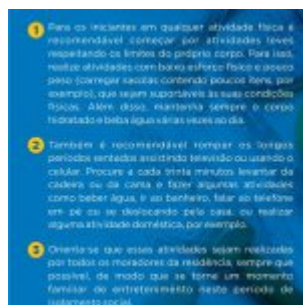 1 Para os iniciantes em qualquer atividade física é
recomendável começar por atividades leves
respeitando os limites do próprio corpo. Para isso,
realize atividades com baixo esforço físico e pouco
peso (carregar sacolas contendo poucos itens, por
exemplo), que sejam suportáveis às suas condições
físicas. Além disso, mantenha sempre o corpo
hidratado e beba água várias vezes ao dia.
2 Também é recomendável romper os longos
períodos sentados assistindo televisão ou usando o
celular. Procure a cada trinta minutos levantar da
cadeira ou da cama e fazer algumas atividades
como beber água, ir ao banheiro, falar ao telefone
em pé ou se deslocando pela casa, ou realizar
alguma atividade doméstica, por exemplo.
3 Orienta-se que essas atividades sejam realizadas
por todos os moradores da residência, sempre que
possível, de modo que se torne um momento
familiar de entretenimento neste período de
isolamento social.